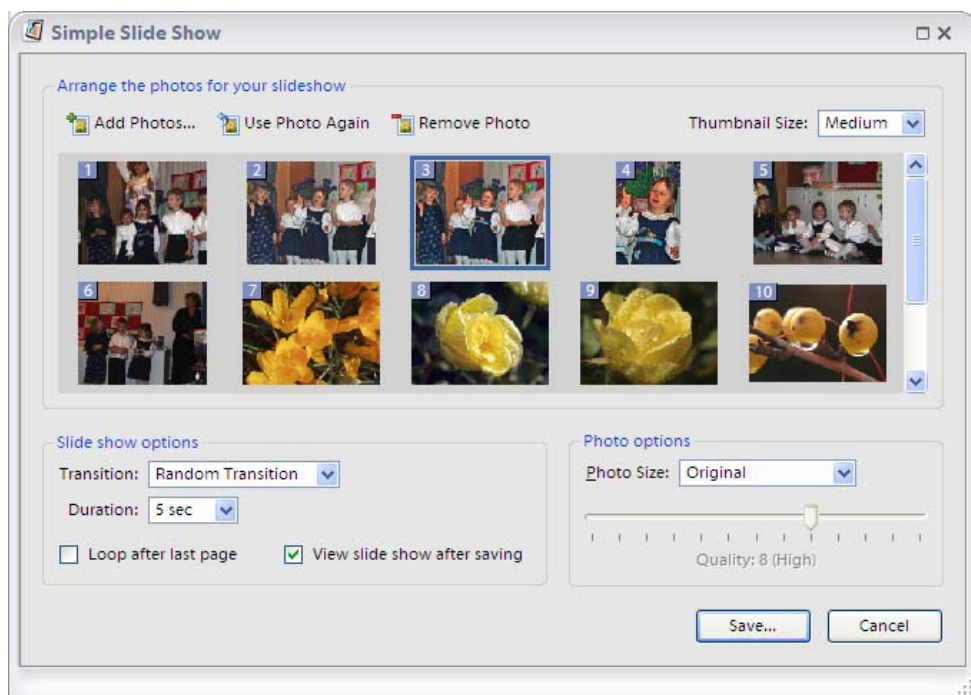 Simple Slide Show
Arrange the photos for your slideshow
Add Photos... Use Photo Again Remove Photo Thumbnail Size: Medium
1 2 3 4 5
6 7 8 9 10
Slide show options
Transition: Random Transition
Duration: 5 sec
Loop after last page View slide show after saving
Photo options
Photo Size: Original
Quality: 8 (High)
Save... Cancel